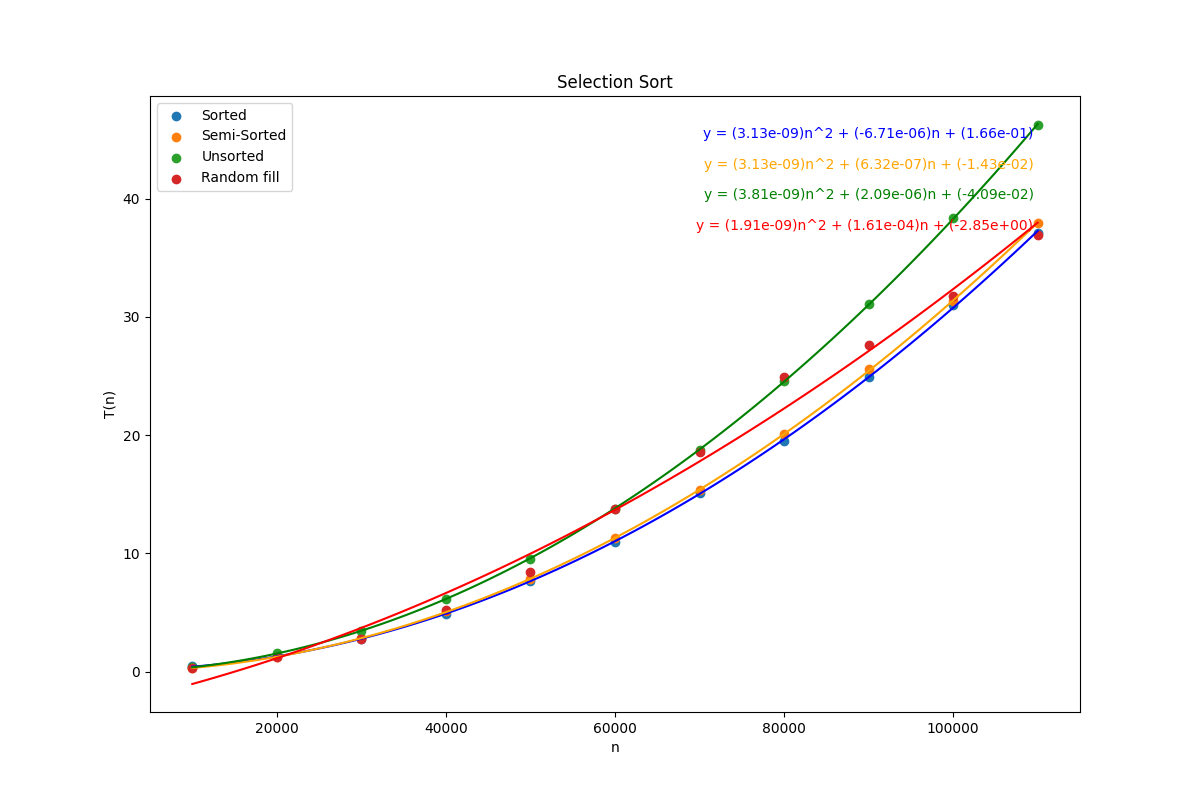 Selection Sort
Sorted
Semi-Sorted
Unsorted
Random fill
y = (3.13e-09)n^2 + (-6.71e-06)n + (1.66e-01)
y = (3.13e-09)n^2 + (6.32e-07)n + (-1.43e-02)
y = (3.81e-09)n^2 + (2.09e-06)n + (-4.09e-02)
y = (1.91e-09)n^2 + (1.61e-04)n + (-2.85e+00)
T(n)
40
30
20
10
0
20000
40000
60000
80000
100000
n